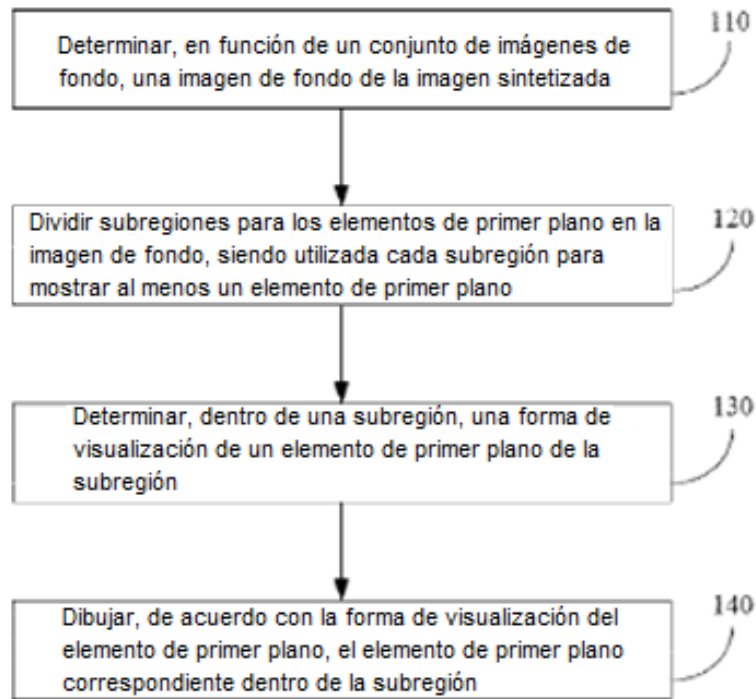 110
Determinar, en función de un conjunto de imágenes de
fondo, una imagen de fondo de la imagen sintetizada
120
Dividir subregiones para los elementos de primer plano en la
imagen de fondo, siendo utilizada cada subregión para
mostrar al menos un elemento de primer plano
130
Determinar, dentro de una subregión, una forma de
visualización de un elemento de primer plano de la
subregión
140
Dibujar, de acuerdo con la forma de visualización del
elemento de primer plano, el elemento de primer plano
correspondiente dentro de la subregión